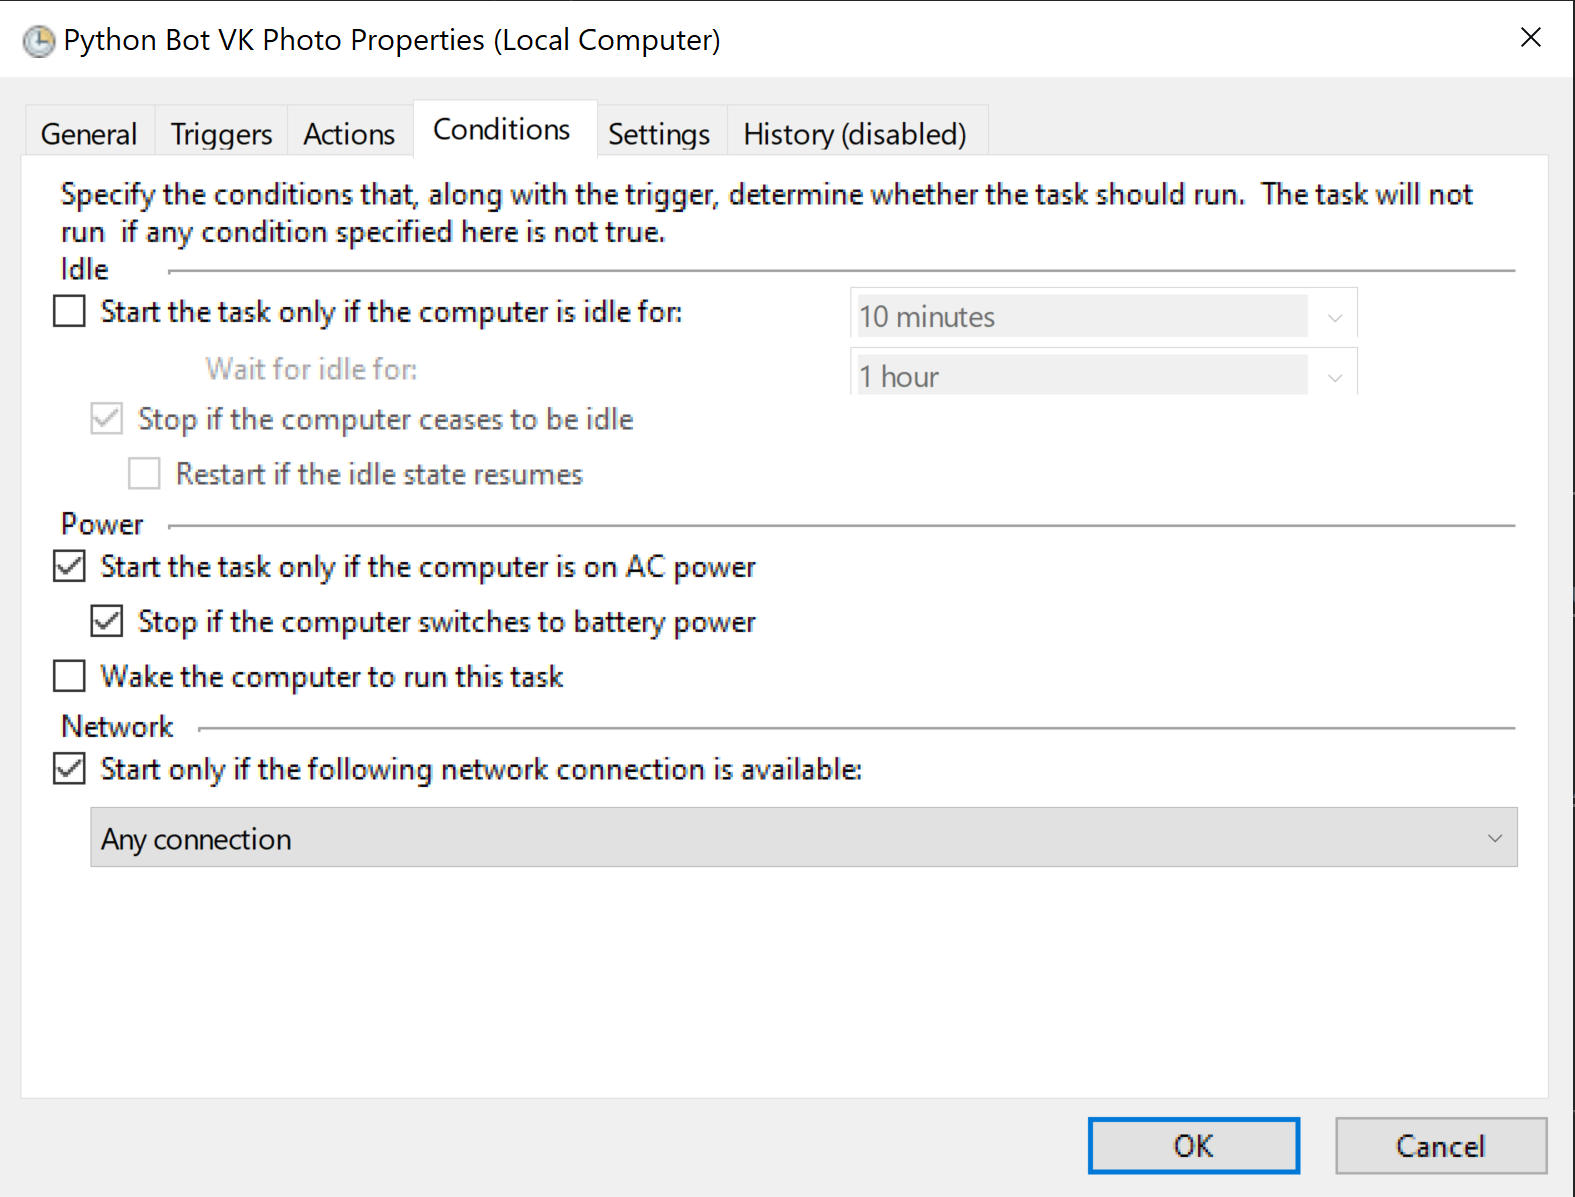 Python Bot VK Photo Properties (Local Computer)
General Triggers Actions Conditions Settings History (disabled)
Specify the conditions that, along with the trigger, determine whether the task should run.  The task will not
run  if any condition specified here is not true.
Idle
Start the task only if the computer is idle for: 10 minutes
Wait for idle for: 1 hour
Stop if the computer ceases to be idle
Restart if the idle state resumes
Power
Start the task only if the computer is on AC power
Stop if the computer switches to battery power
Wake the computer to run this task
Network
Start only if the following network connection is available:
Any connection
OK Cancel